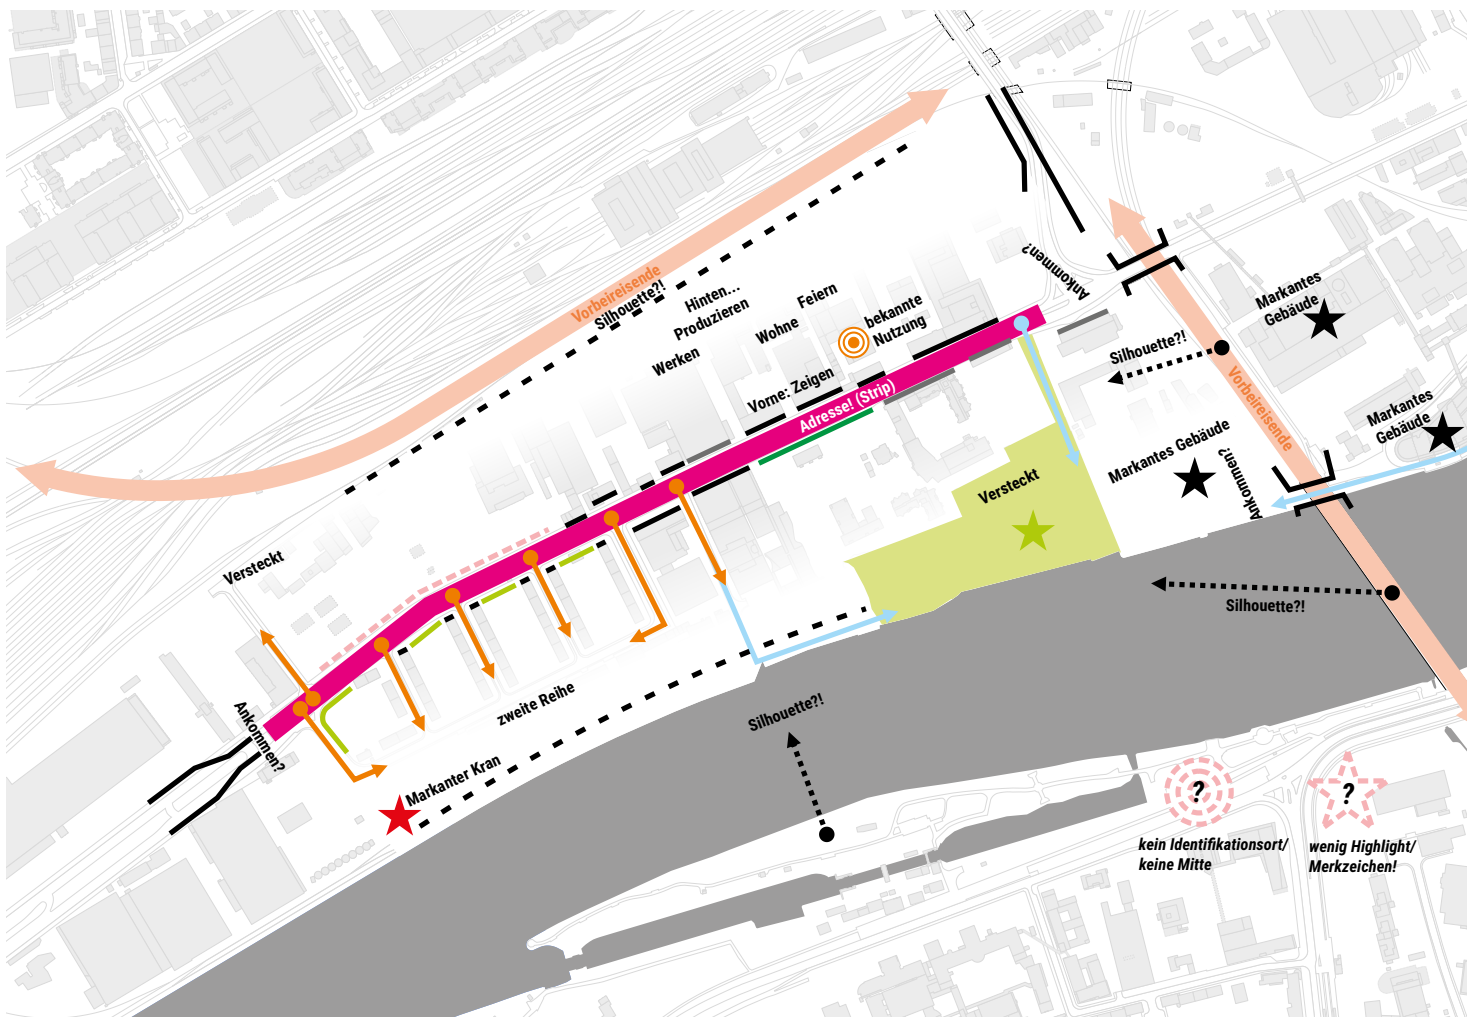 Vorbeireisende
Silhouette?!
Hinten...
Produzieren
Feiern
Wohne
Werken
bekannte
Nutzung
Vorne: Zeigen
Adresse! (Strip)
Ankommen?
Silhouette?!
Vorbeireisende
Markantes
Gebäude
Markantes
Gebäude
Markantes Gebäude
Ankommen?
Versteckt
Versteckt
Silhouette?!
Ankommen?
zweite Reihe
Markanter Kran
Silhouette?!
?
kein Identifikationsort/
keine Mitte
?
wenig Highlight/
Merkzeichen!